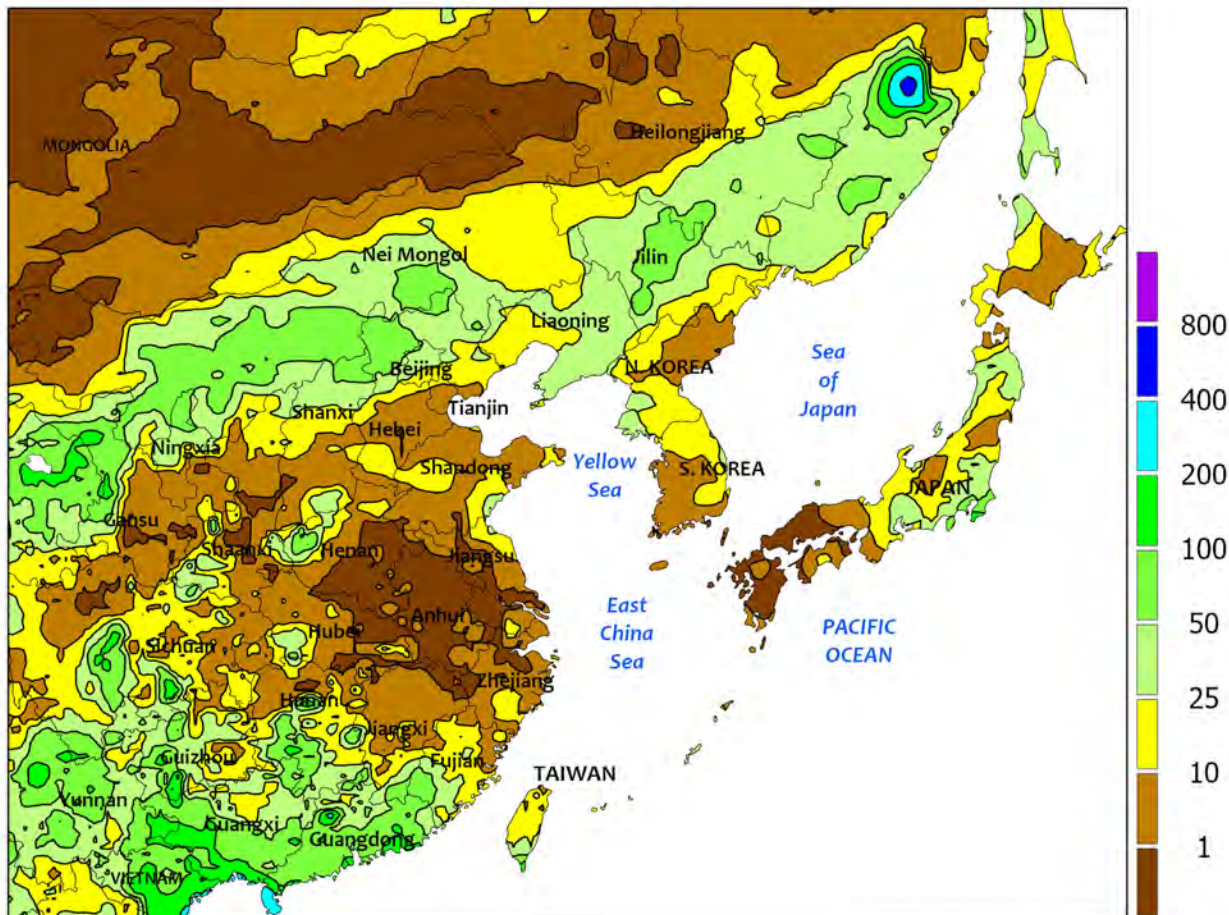 Heilongjiang
MONGOLIA
Nei Mongol
Jilin
Liaoning
Beijing
N. KOREA
Sea
of
Japan
Shanxi
Tianjin
Hebei
Ningxia
Shandong
Yellow
Sea
S. KOREA
JAPAN
Gansu
Shaanxi
Henan
Jiangsu
Anhui
East
China
Sea
PACIFIC
OCEAN
Hubei
Sichuan
Zhejiang
Hunan
Jiangxi
Guizhou
Fujian
TAIWAN
Yunnan
Guangxi
Guangdong
VIETNAM
800
400
200
100
50
25
10
1